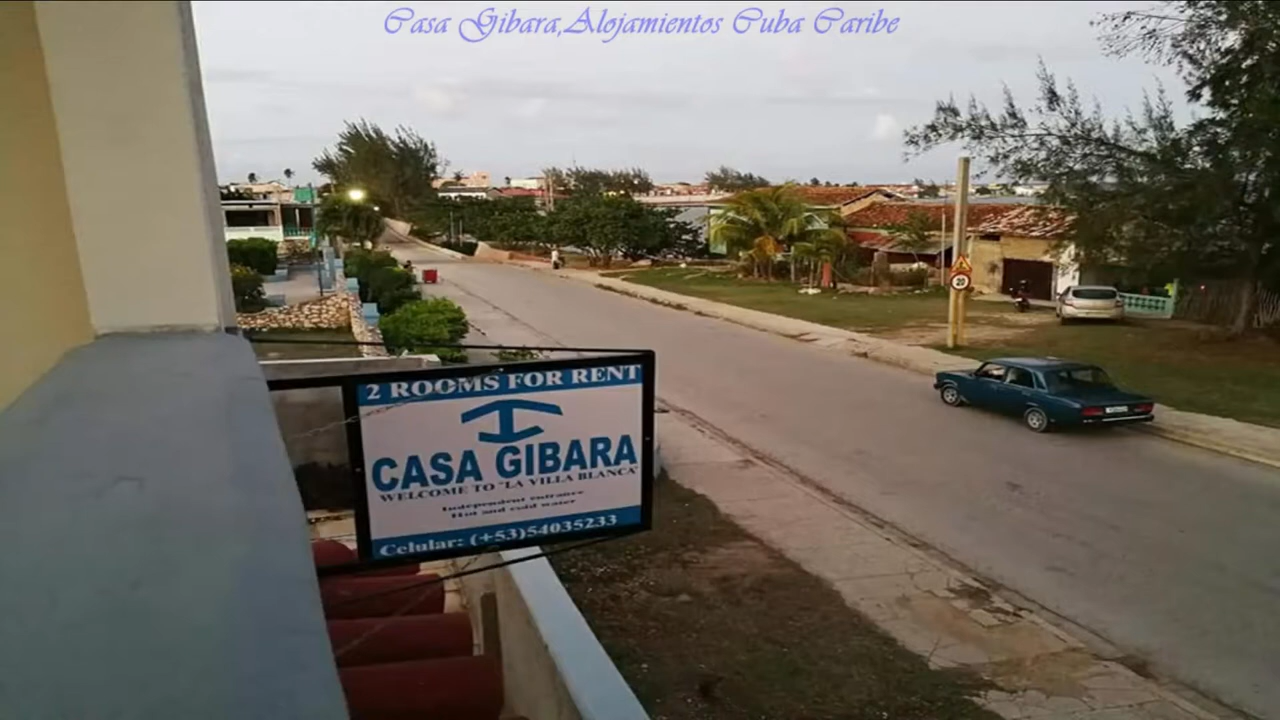 Casa Gibara,Alojamientos Cuba Caribe
2 ROOMS FOR RENT
CASA GIBARA
WELCOME TO "LA VILLA BLANCA"
Independent entrance
Hot and cold water
Celular: (+53)54035233
20